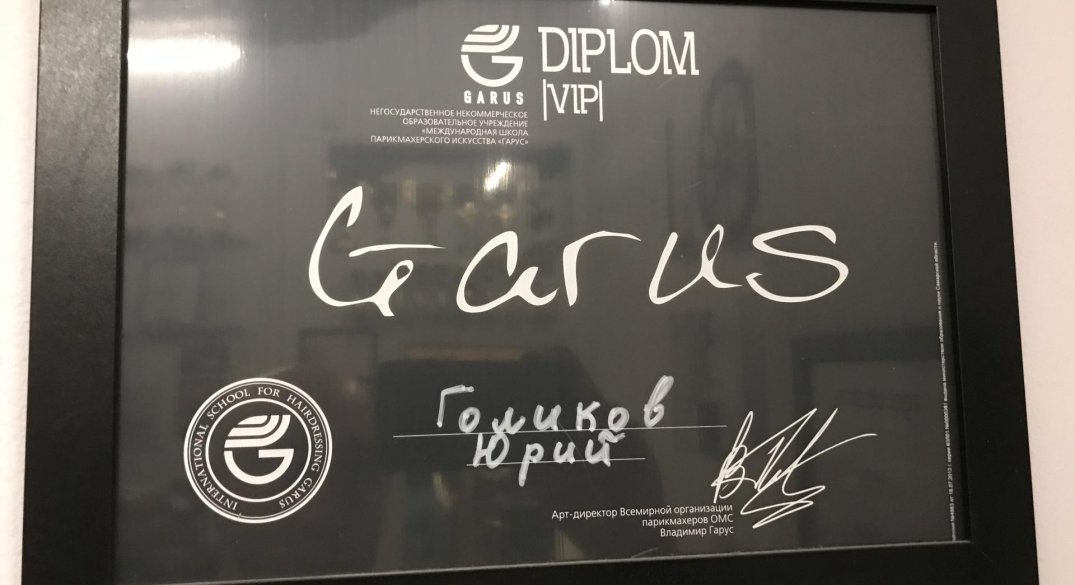 DIPLOM
|VIP|
GARUS
НЕГОСУДАРСТВЕННОЕ НЕКОММЕРЧЕСКОЕ
ОБРАЗОВАТЕЛЬНОЕ УЧРЕЖДЕНИЕ
«МЕЖДУНАРОДНАЯ ШКОЛА
ПАРИКМАХЕРСКОГО ИСКУССТВА «ГАРУС»
Garus
Голиков
Юрий
INTERNATIONAL SCHOOL FOR HAIRDRESSING GARUS
Арт-директор Всемирной организации
парикмахеров ОМС
Владимир Гарус